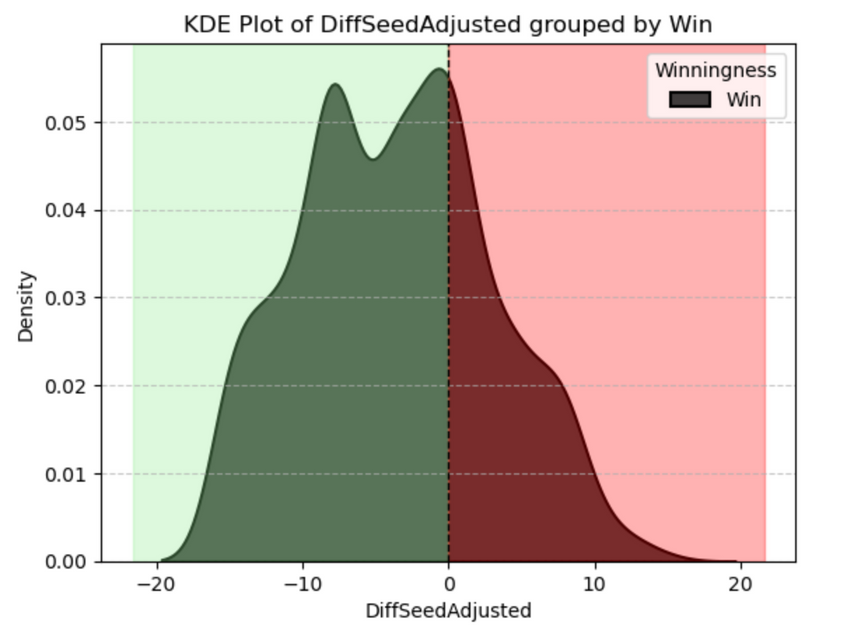 KDE Plot of DiffSeedAdjusted grouped by Win
Winningness
Win
Density
0.05
0.04
0.03
0.02
0.01
0.00
−20
−10
0
10
20
DiffSeedAdjusted